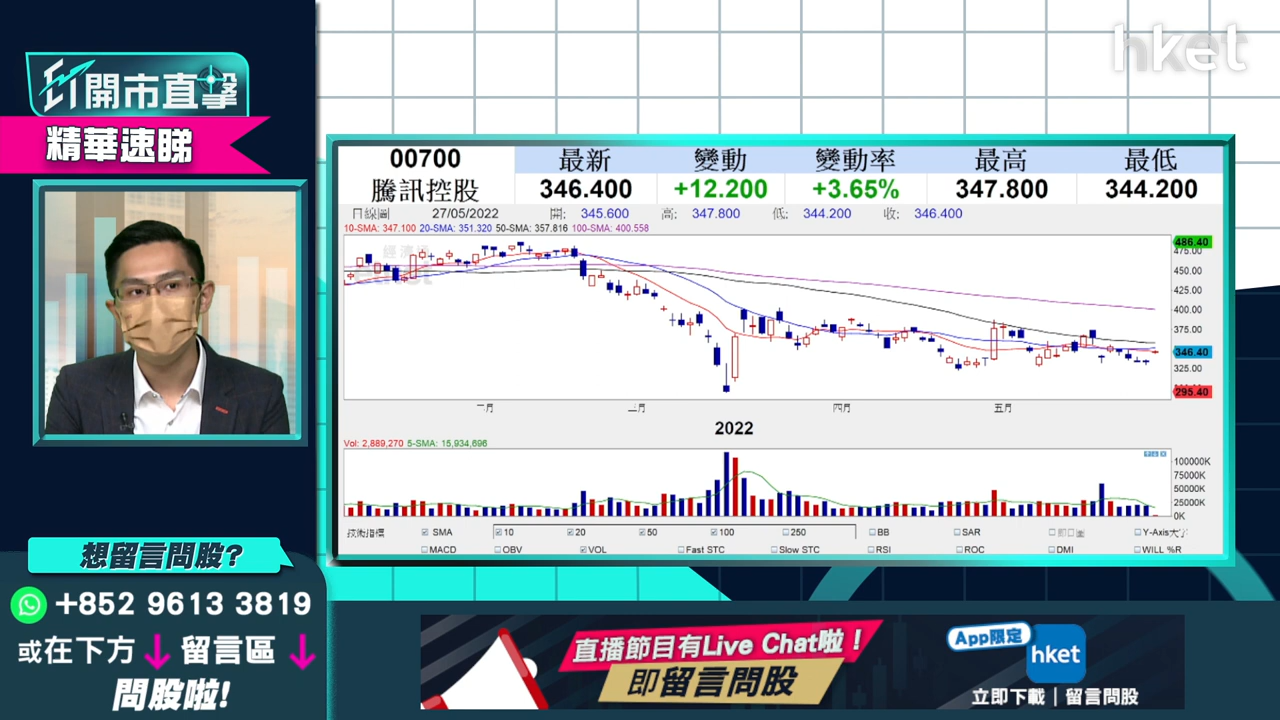 hket
ET開市直擊
精華速睇
00700 最新 變動 變動率 最高 最低
騰訊控股 346.400 +12.200 +3.65% 347.800 344.200
日線圖 27/05/2022 開: 345.600 高: 347.800 低: 344.200 收: 346.400
10-SMA: 347.100 20-SMA: 351.320 50-SMA: 357.816 100-SMA: 400.558
486.40
475.00
450.00
425.00
400.00
375.00
346.40
325.00
295.40
二月 三月 四月 五月
2022
Vol: 2,889,270 5-SMA: 15,934,696
100000K
75000K
50000K
25000K
0K
技術指標 SMA 10 20 50 100 250 BB SAR Y-Axis大字
MACD OBV VOL Fast STC Slow STC RSI ROC DMI WILL %R
想留言問股?
+852 9613 3819
或在下方 留言區
問股啦!
直播節目有Live Chat啦！
即留言問股
App限定
hket
立即下載 | 留言問股